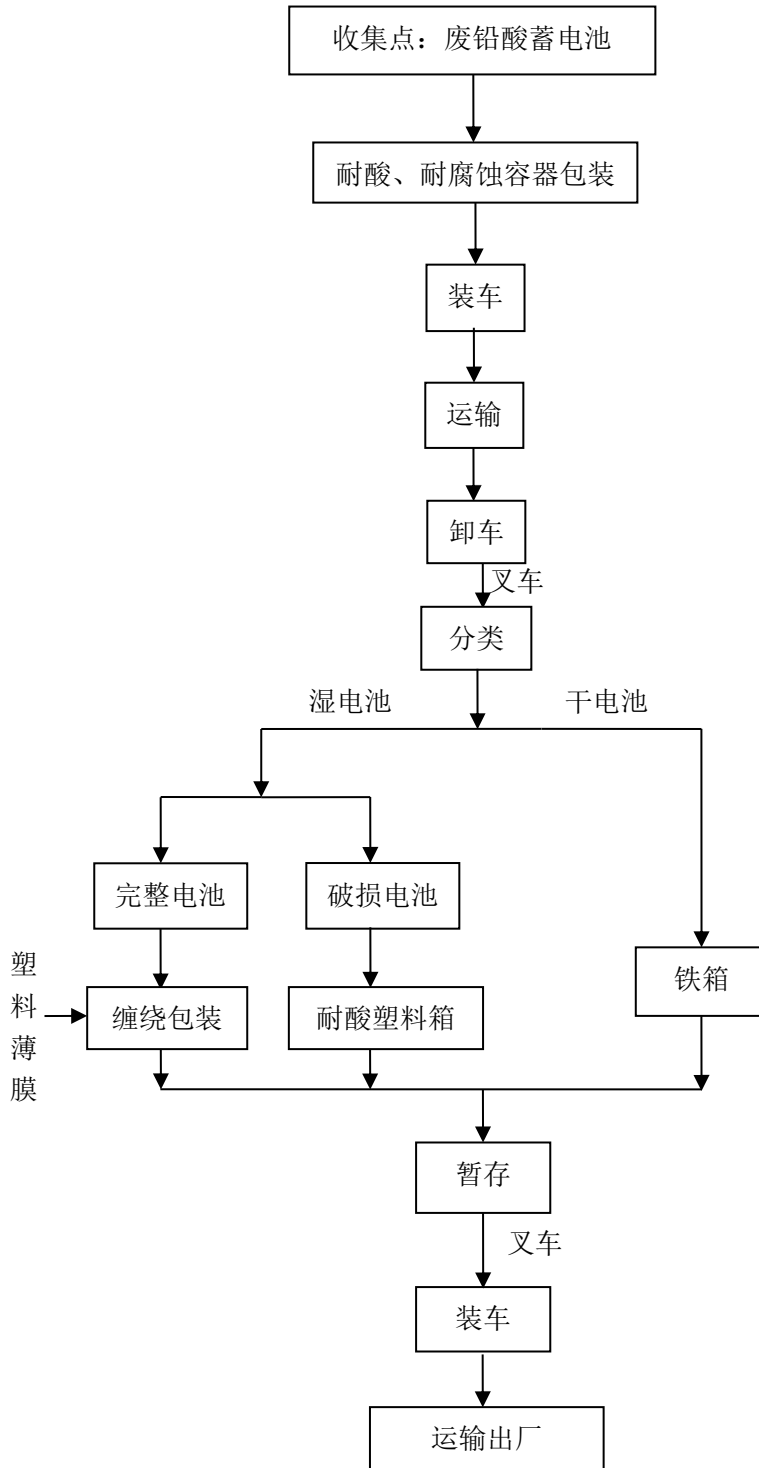 收集点：废铅酸蓄电池
耐酸、耐腐蚀容器包装
装车
运输
卸车
叉车
分类
湿电池
干电池
完整电池
破损电池
铁箱
塑料薄膜
缠绕包装
耐酸塑料箱
暂存
叉车
装车
运输出厂